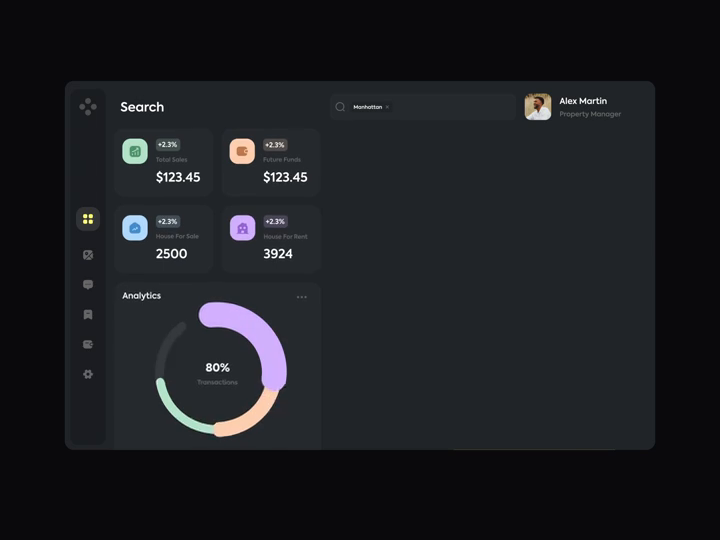 Search
Manhattan ×
Alex Martin
Property Manager
+2.3%
Total Sales
$123.45
+2.3%
Future Funds
$123.45
+2.3%
House For Sale
2500
+2.3%
House For Rent
3924
Analytics
80%
Transactions